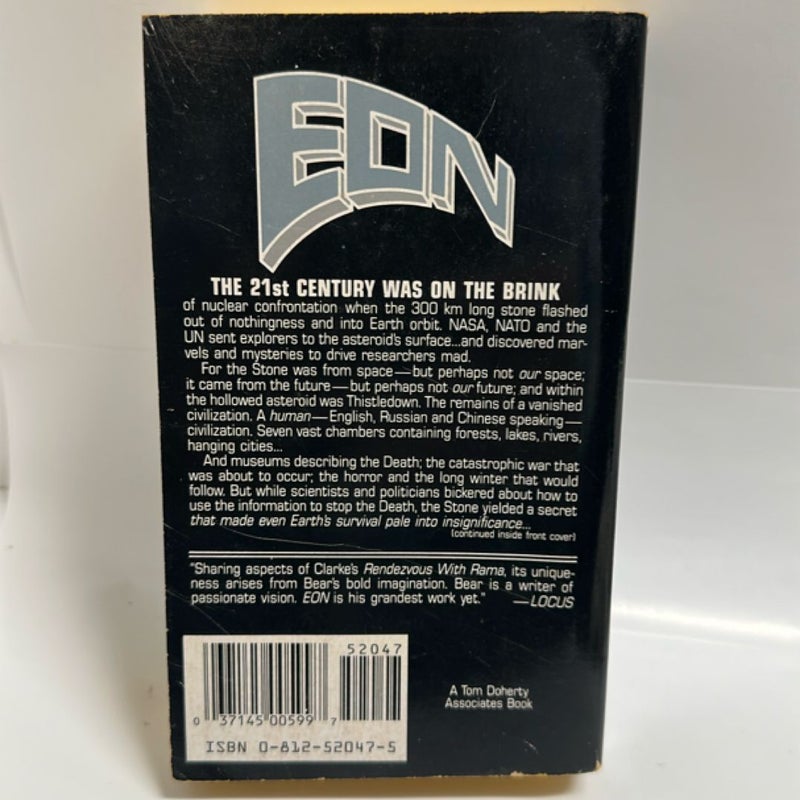 EON
THE 21st CENTURY WAS ON THE BRINK
of nuclear confrontation when the 300 km long stone flashed
out of nothingness and into Earth orbit. NASA, NATO and the
UN sent explorers to the asteroid's surface...and discovered mar-
vels and mysteries to drive researchers mad.
For the Stone was from space—but perhaps not our space;
it came from the future—but perhaps not our future; and within
the hollowed asteroid was Thistledown. The remains of a vanished
civilization. A human—English, Russian and Chinese speaking—
civilization. Seven vast chambers containing forests, lakes, rivers,
hanging cities...
And museums describing the Death; the catastrophic war that
was about to occur; the horror and the long winter that would
follow. But while scientists and politicians bickered about how to
use the information to stop the Death, the Stone yielded a secret
that made even Earth's survival pale into insignificance...
(continued inside front cover)
"Sharing aspects of Clarke's Rendezvous With Rama, its unique-
ness arises from Bear's bold imagination. Bear is a writer of
passionate vision. EON is his grandest work yet." —LOCUS
52047
0 37145 00599 7
ISBN 0-812-52047-5
A Tom Doherty
Associates Book